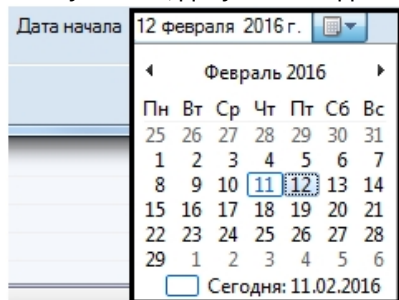 Дата начала 12 февраля 2016 г.
Февраль 2016
Пн Вт Ср Чт Пт Сб Вс
25 26 27 28 29 30 31
1 2 3 4 5 6 7
8 9 10 11 12 13 14
15 16 17 18 19 20 21
22 23 24 25 26 27 28
29 1 2 3 4 5 6
Сегодня: 11.02.2016